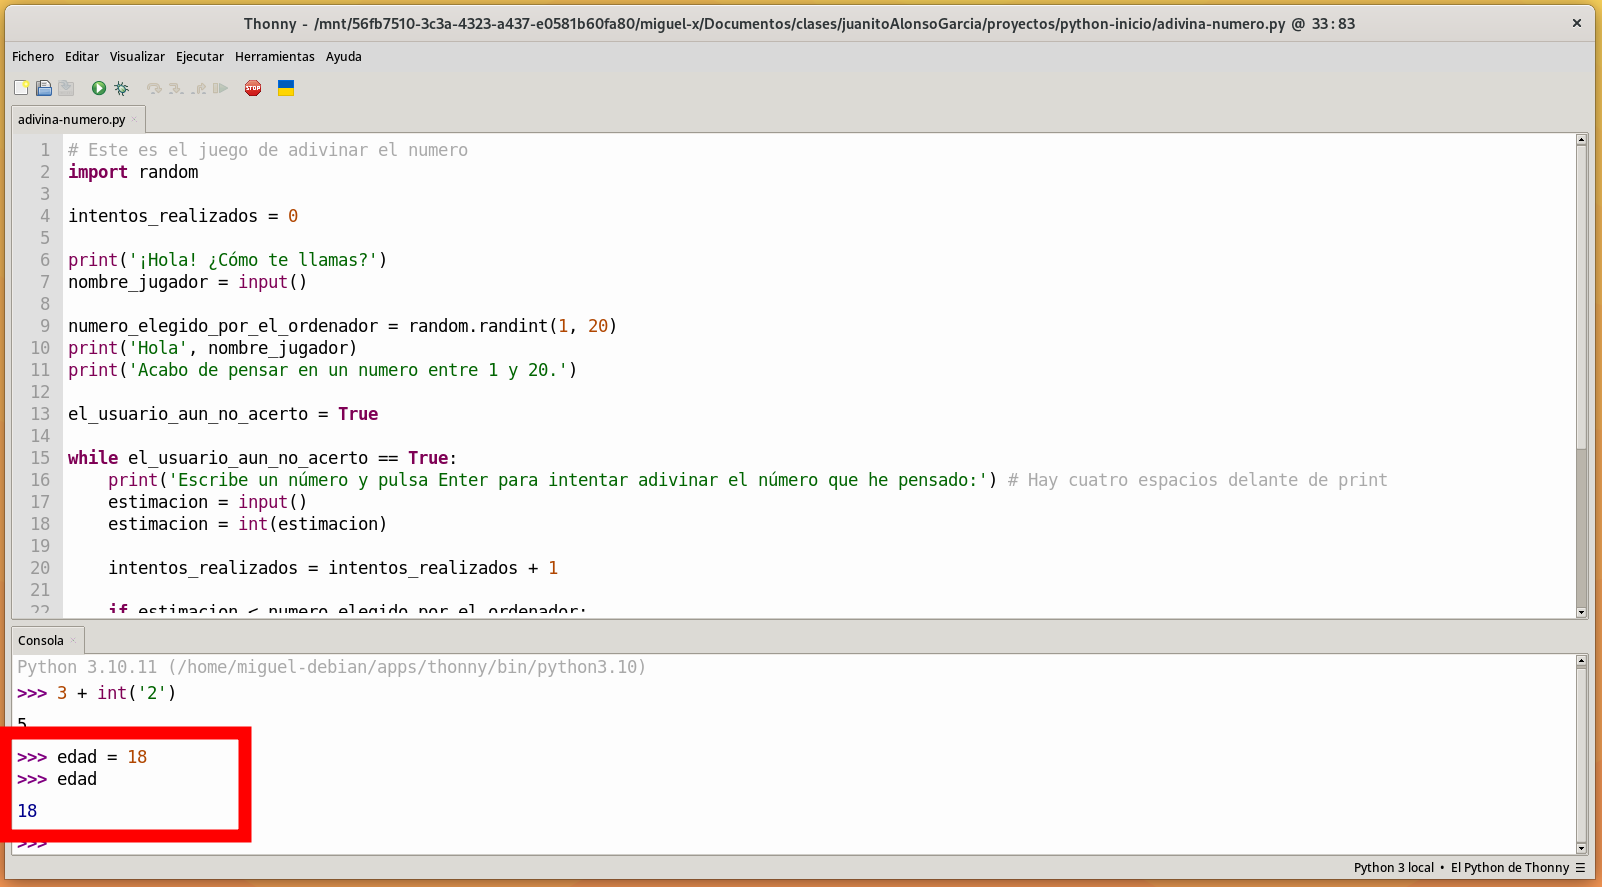 Thonny - /mnt/56fb7510-3c3a-4323-a437-e0581b60fa80/miguel-x/Documentos/clases/juanitoAlonsoGarcia/proyectos/python-inicio/adivina-numero.py @ 33:83
Fichero Editar Visualizar Ejecutar Herramientas Ayuda
STOP
adivina-numero.py
1 # Este es el juego de adivinar el numero
2 import random
3
4 intentos_realizados = 0
5
6 print('¡Hola! ¿Cómo te llamas?')
7 nombre_jugador = input()
8
9 numero_elegido_por_el_ordenador = random.randint(1, 20)
10 print('Hola', nombre_jugador)
11 print('Acabo de pensar en un numero entre 1 y 20.')
12
13 el_usuario_aun_no_acerto = True
14
15 while el_usuario_aun_no_acerto == True:
16     print('Escribe un número y pulsa Enter para intentar adivinar el número que he pensado:') # Hay cuatro espacios delante de print
17     estimacion = input()
18     estimacion = int(estimacion)
19
20     intentos_realizados = intentos_realizados + 1
21
22     if estimacion < numero_elegido_por_el_ordenador:
Consola
Python 3.10.11 (/home/miguel-debian/apps/thonny/bin/python3.10)
>>> 3 + int('2')
5
>>> edad = 18
>>> edad
18
>>>
Python 3 local • El Python de Thonny ☰